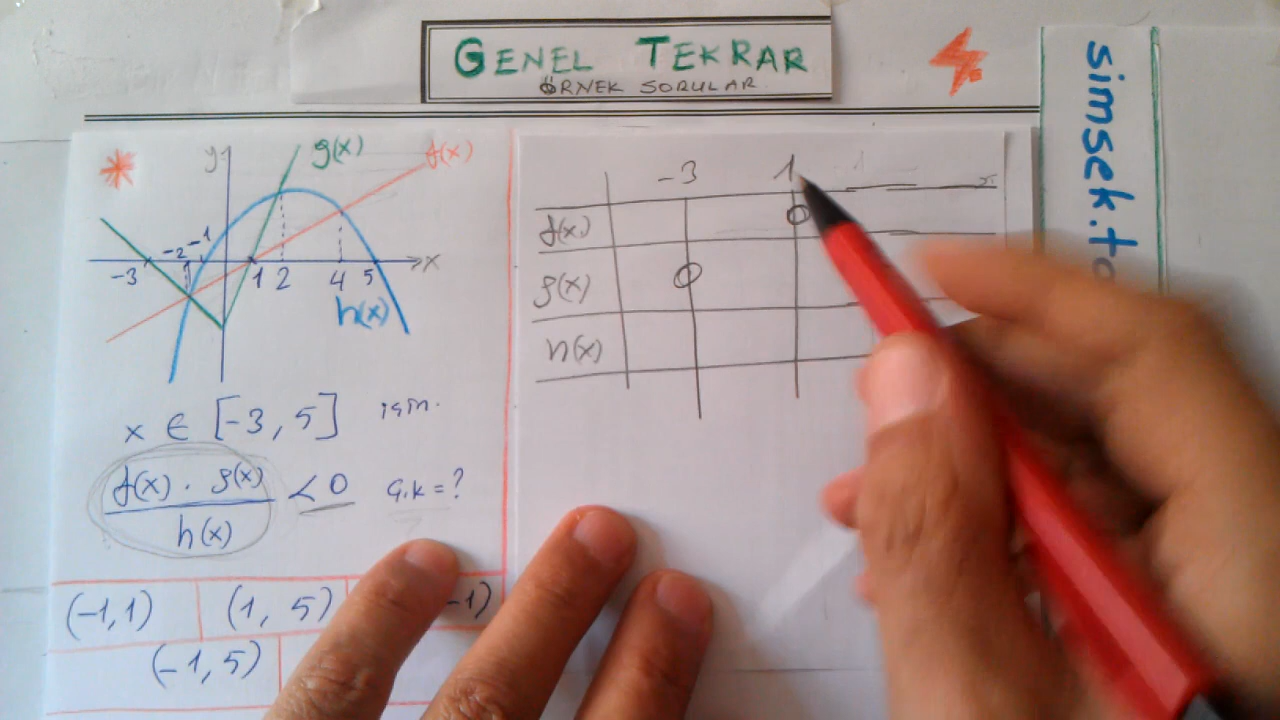 GENEL TEKRAR
ÖRNEK SORULAR
simsek.to
y g(x) f(x)
-3 -2 -1 1 2 4 5 x
h(x)
x ∈ [-3, 5] için.
f(x) . g(x)
< 0 Ç.K = ?
h(x)
(-1, 1) (1, 5) -1)
(-1, 5)
-3 1
f(x)
g(x)
h(x)